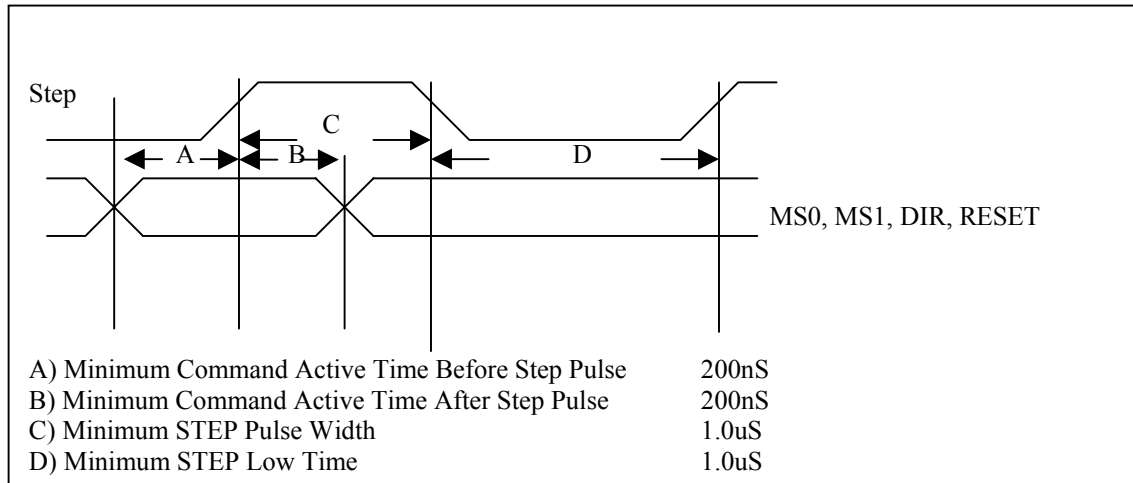 Step
C
A
B
D
MS0, MS1, DIR, RESET
A) Minimum Command Active Time Before Step Pulse 200nS
B) Minimum Command Active Time After Step Pulse 200nS
C) Minimum STEP Pulse Width 1.0uS
D) Minimum STEP Low Time 1.0uS